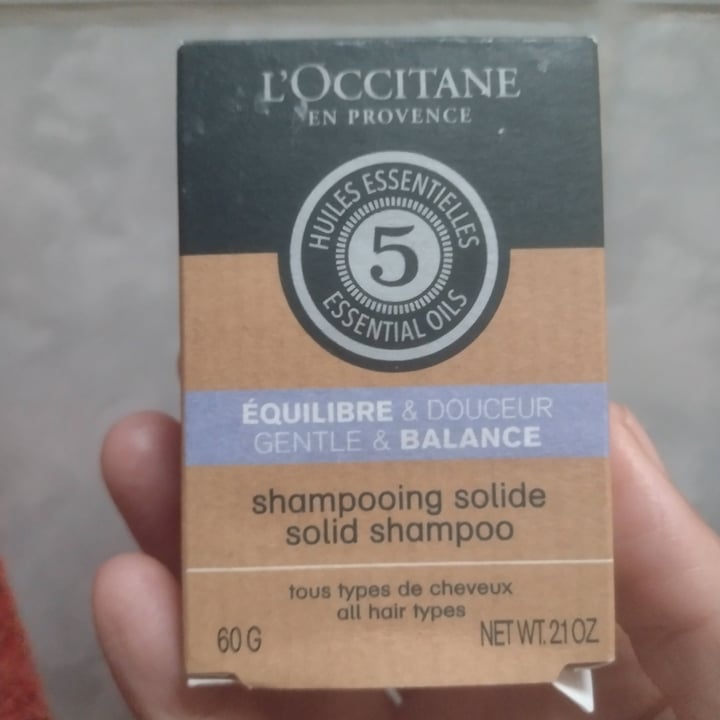 L'OCCITANE
EN PROVENCE
HUILES ESSENTIELLES
5
ESSENTIAL OILS
ÉQUILIBRE & DOUCEUR
GENTLE & BALANCE
shampooing solide
solid shampoo
tous types de cheveux
all hair types
60 G NET WT. 2.1 OZ.